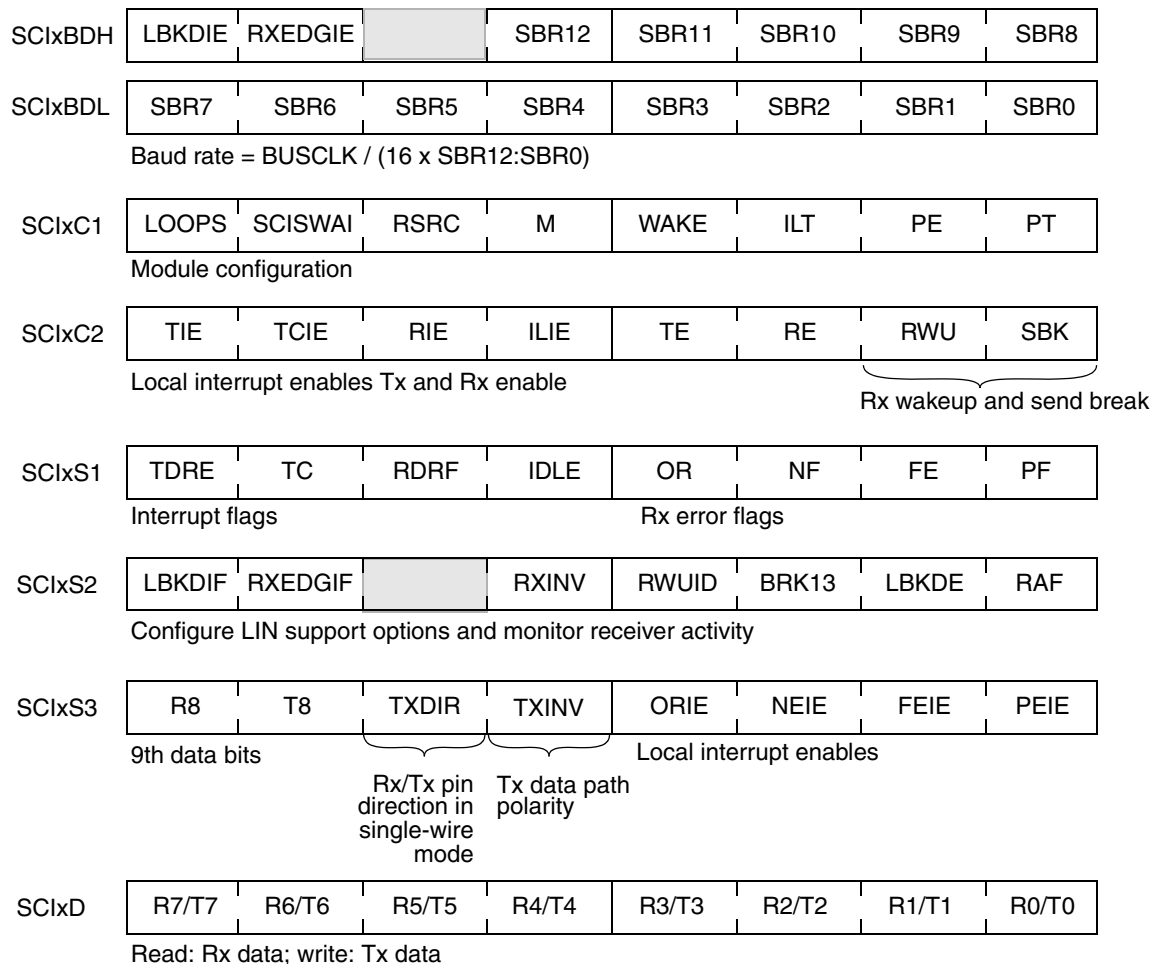 SCIxBDH LBKDIE RXEDGIE SBR12 SBR11 SBR10 SBR9 SBR8
SCIxBDL SBR7 SBR6 SBR5 SBR4 SBR3 SBR2 SBR1 SBR0
Baud rate = BUSCLK / (16 x SBR12:SBR0)
SCIxC1 LOOPS SCISWAI RSRC M WAKE ILT PE PT
Module configuration
SCIxC2 TIE TCIE RIE ILIE TE RE RWU SBK
Local interrupt enables Tx and Rx enable
Rx wakeup and send break
SCIxS1 TDRE TC RDRF IDLE OR NF FE PF
Interrupt flags Rx error flags
SCIxS2 LBKDIF RXEDGIF RXINV RWUID BRK13 LBKDE RAF
Configure LIN support options and monitor receiver activity
SCIxS3 R8 T8 TXDIR TXINV ORIE NEIE FEIE PEIE
9th data bits Local interrupt enables
Rx/Tx pin
direction in
single-wire
mode
Tx data path
polarity
SCIxD R7/T7 R6/T6 R5/T5 R4/T4 R3/T3 R2/T2 R1/T1 R0/T0
Read: Rx data; write: Tx data